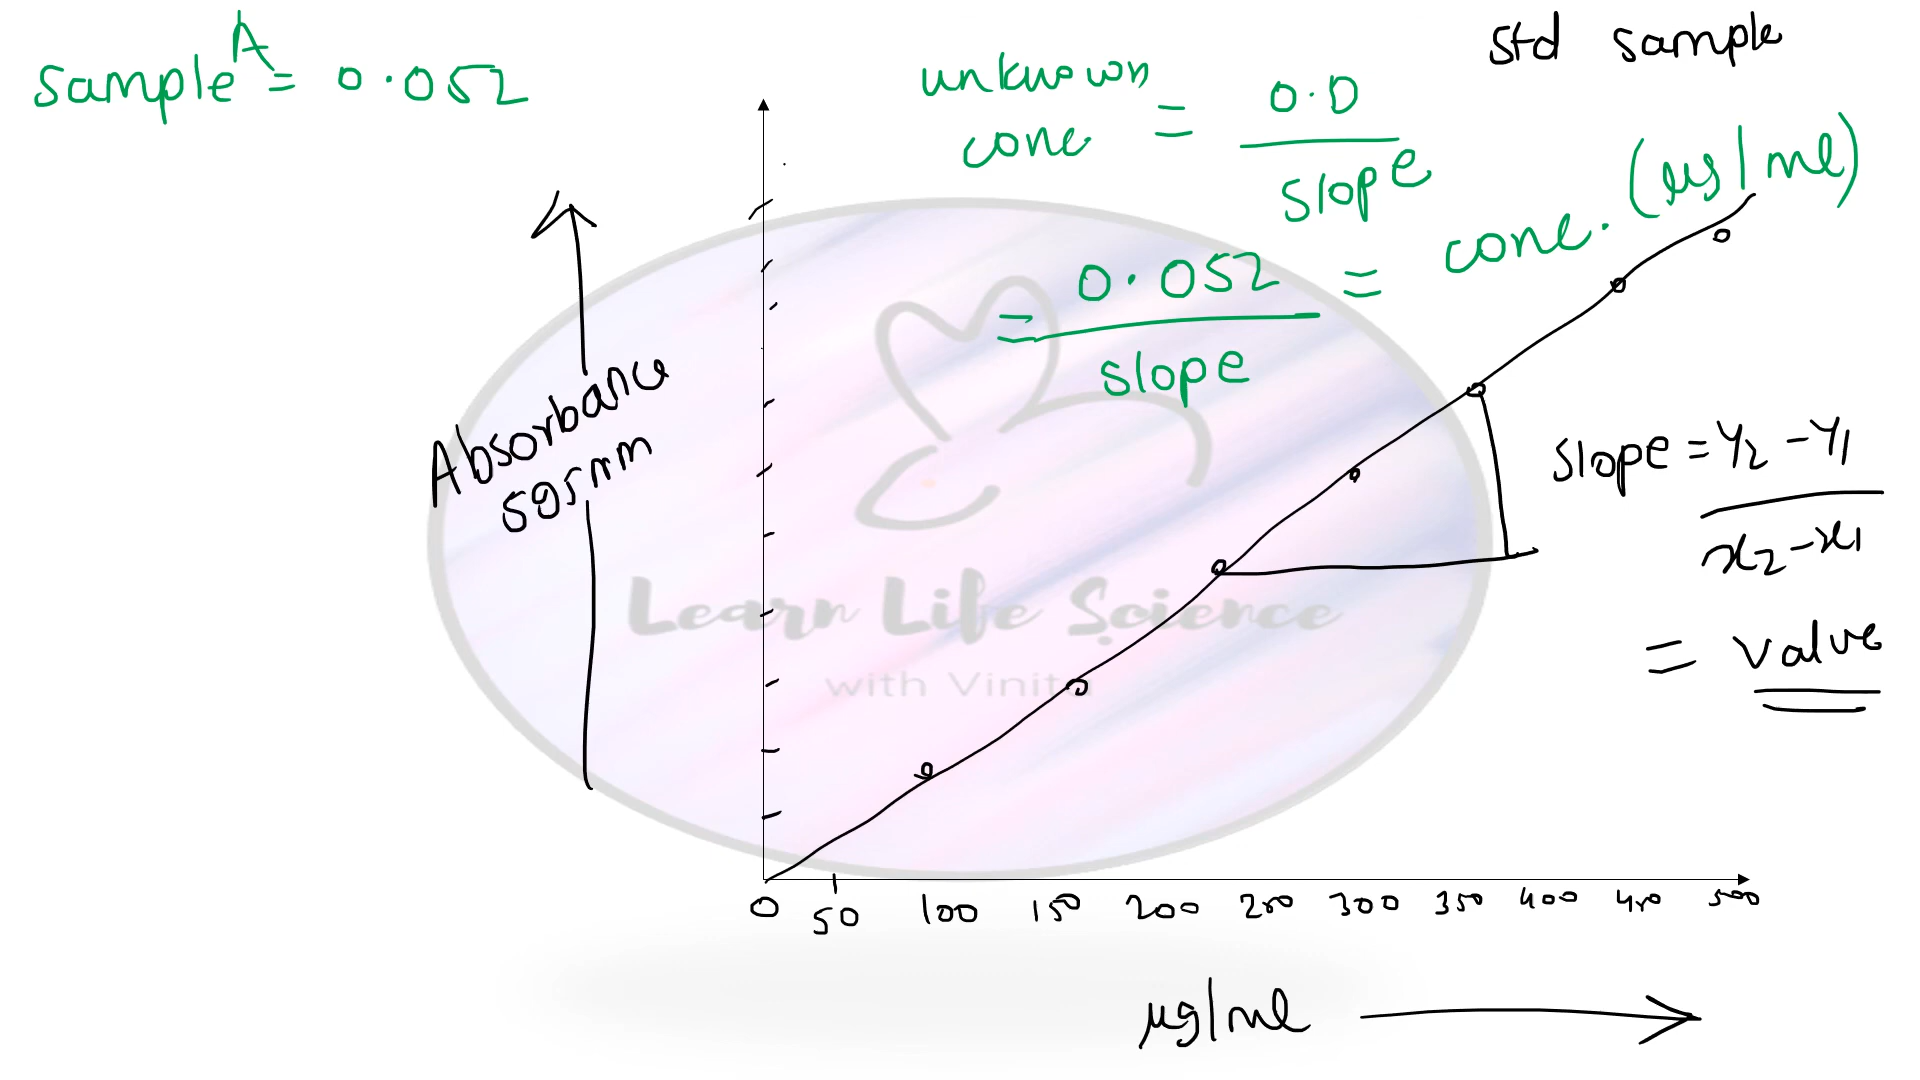 std sample
sample A = 0.052
unknown conc = O.D / slope
= 0.052 / slope = conc. (µg/ml)
Absorbance
595nm
slope = y2 - y1 / x2 - x1
= value
Learn Life Science
with Vinita
0 50 100 150 200 250 300 350 400 450 500
µg/ml